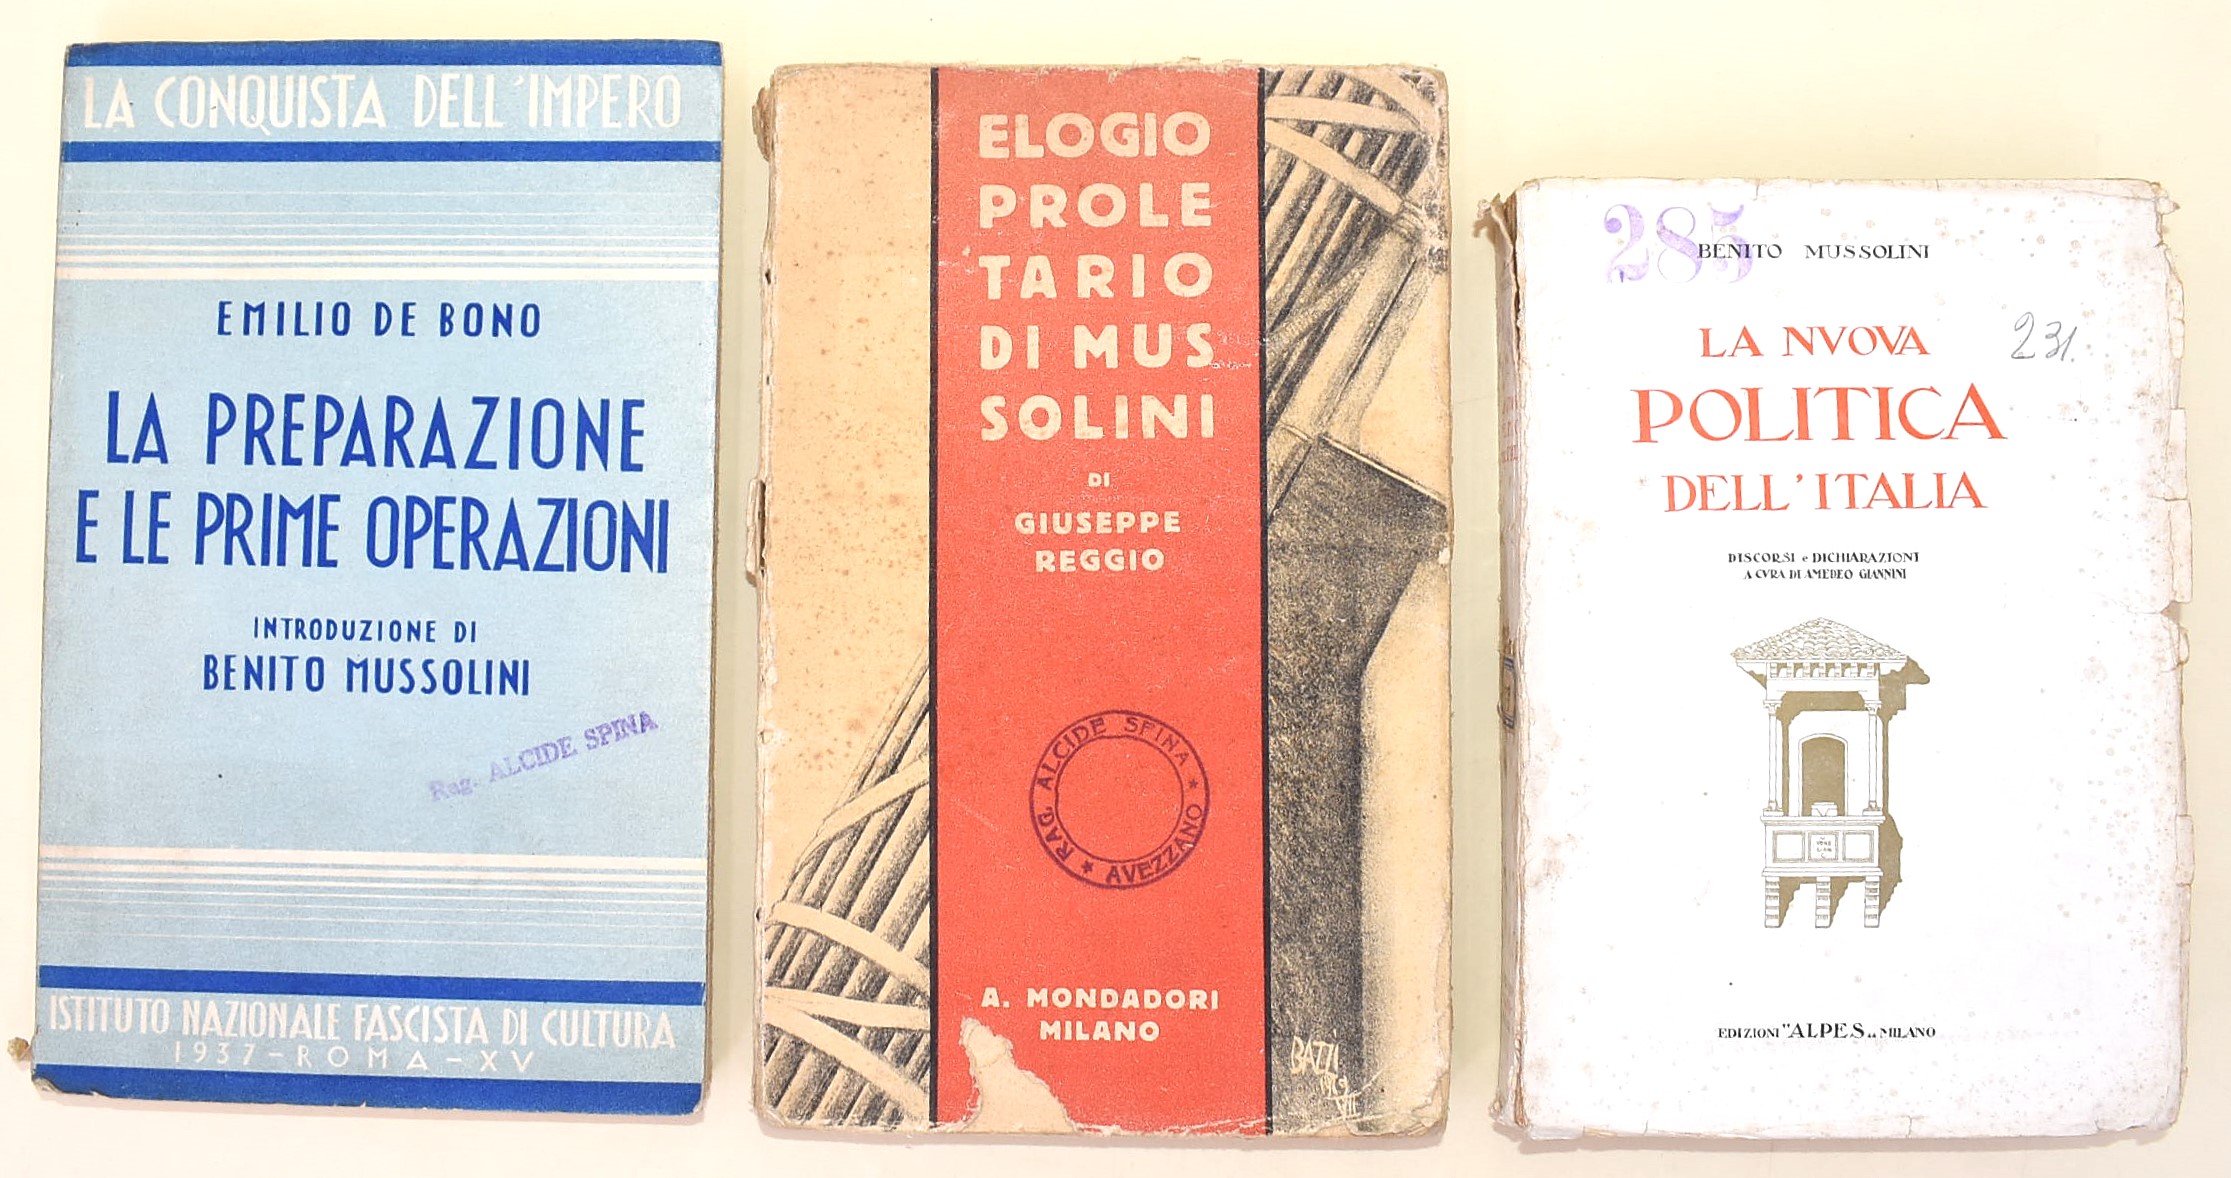 LA CONQUISTA DELL'IMPERO
EMILIO DE BONO
LA PREPARAZIONE
E LE PRIME OPERAZIONI
INTRODUZIONE DI
BENITO MUSSOLINI
Rag. ALCIDE SPINA
ISTITUTO NAZIONALE FASCISTA DI CULTURA
1937 - ROMA - XV
ELOGIO
PROLE
TARIO
DI MUS
SOLINI
DI
GIUSEPPE
REGGIO
RAG ALCIDE SPINA
★ AVEZZANO ★
A. MONDADORI
MILANO
BAZZI
1929
VII
285
BENITO MUSSOLINI
231.
LA NVOVA
POLITICA
DELL'ITALIA
DISCORSI e DICHIARAZIONI
A CVRA DI AMEDEO GIANNINI
EDIZIONI "ALPES" MILANO